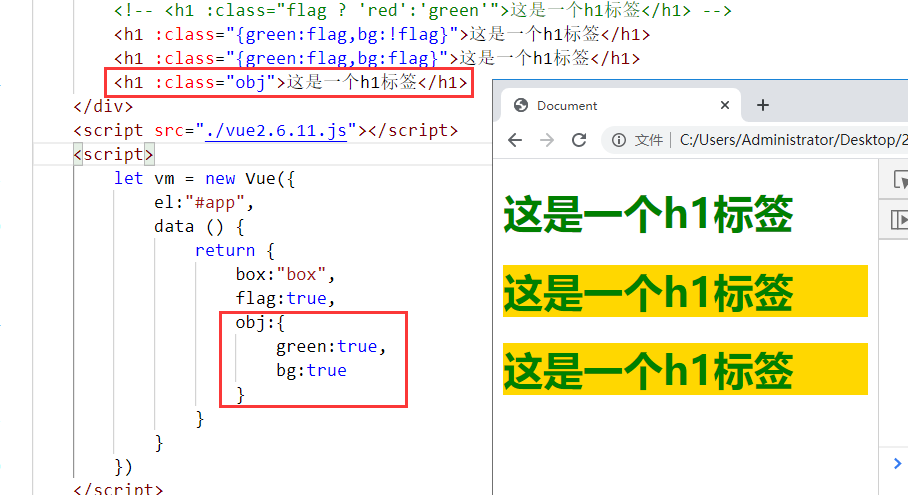 <!-- <h1 :class="flag ? 'red':'green'">这是一个h1标签</h1> -->
<h1 :class="{green:flag,bg:!flag}">这是一个h1标签</h1>
<h1 :class="{green:flag,bg:flag}">这是一个h1标签</h1>
<h1 :class="obj">这是一个h1标签</h1>
</div>
<script src="./vue2.6.11.js"></script>
<script>
let vm = new Vue({
el:"#app",
data () {
return {
box:"box",
flag:true,
obj:{
green:true,
bg:true
}
}
}
})
</script>
Document
文件 | C:/Users/Administrator/Desktop/2
这是一个h1标签
这是一个h1标签
这是一个h1标签